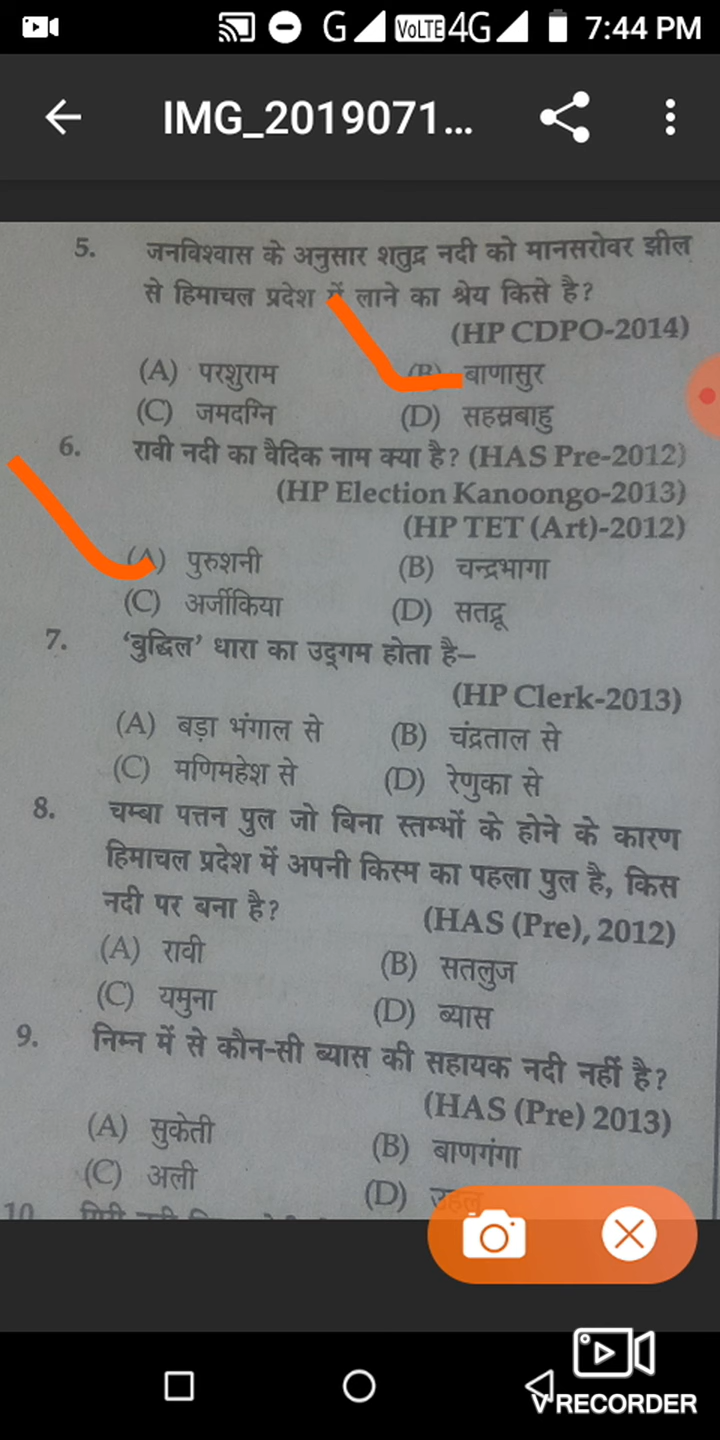 G VoLTE 4G 7:44 PM
IMG_2019071...
5. जनविश्वास के अनुसार शतुद्र नदी को मानसरोवर झील
से हिमाचल प्रदेश में लाने का श्रेय किसे है?
(HP CDPO-2014)
(A) परशुराम (B) बाणासुर
(C) जमदग्नि (D) सहस्रबाहु
6. रावी नदी का वैदिक नाम क्या है? (HAS Pre-2012)
(HP Election Kanoongo-2013)
(HP TET (Art)-2012)
(A) पुरुशनी (B) चन्द्रभागा
(C) अर्जीकिया (D) सतद्रू
7. ‘बुद्धिल’ धारा का उद्‌गम होता है–
(HP Clerk-2013)
(A) बड़ा भंगाल से (B) चंद्रताल से
(C) मणिमहेश से (D) रेणुका से
8. चम्बा पत्तन पुल जो बिना स्तम्भों के होने के कारण
हिमाचल प्रदेश में अपनी किस्म का पहला पुल है, किस
नदी पर बना है? (HAS (Pre), 2012)
(A) रावी (B) सतलुज
(C) यमुना (D) ब्यास
9. निम्न में से कौन-सी ब्यास की सहायक नदी नहीं है?
(HAS (Pre) 2013)
(A) सुकेती (B) बाणगंगा
(C) अली (D) उहल
10
V RECORDER